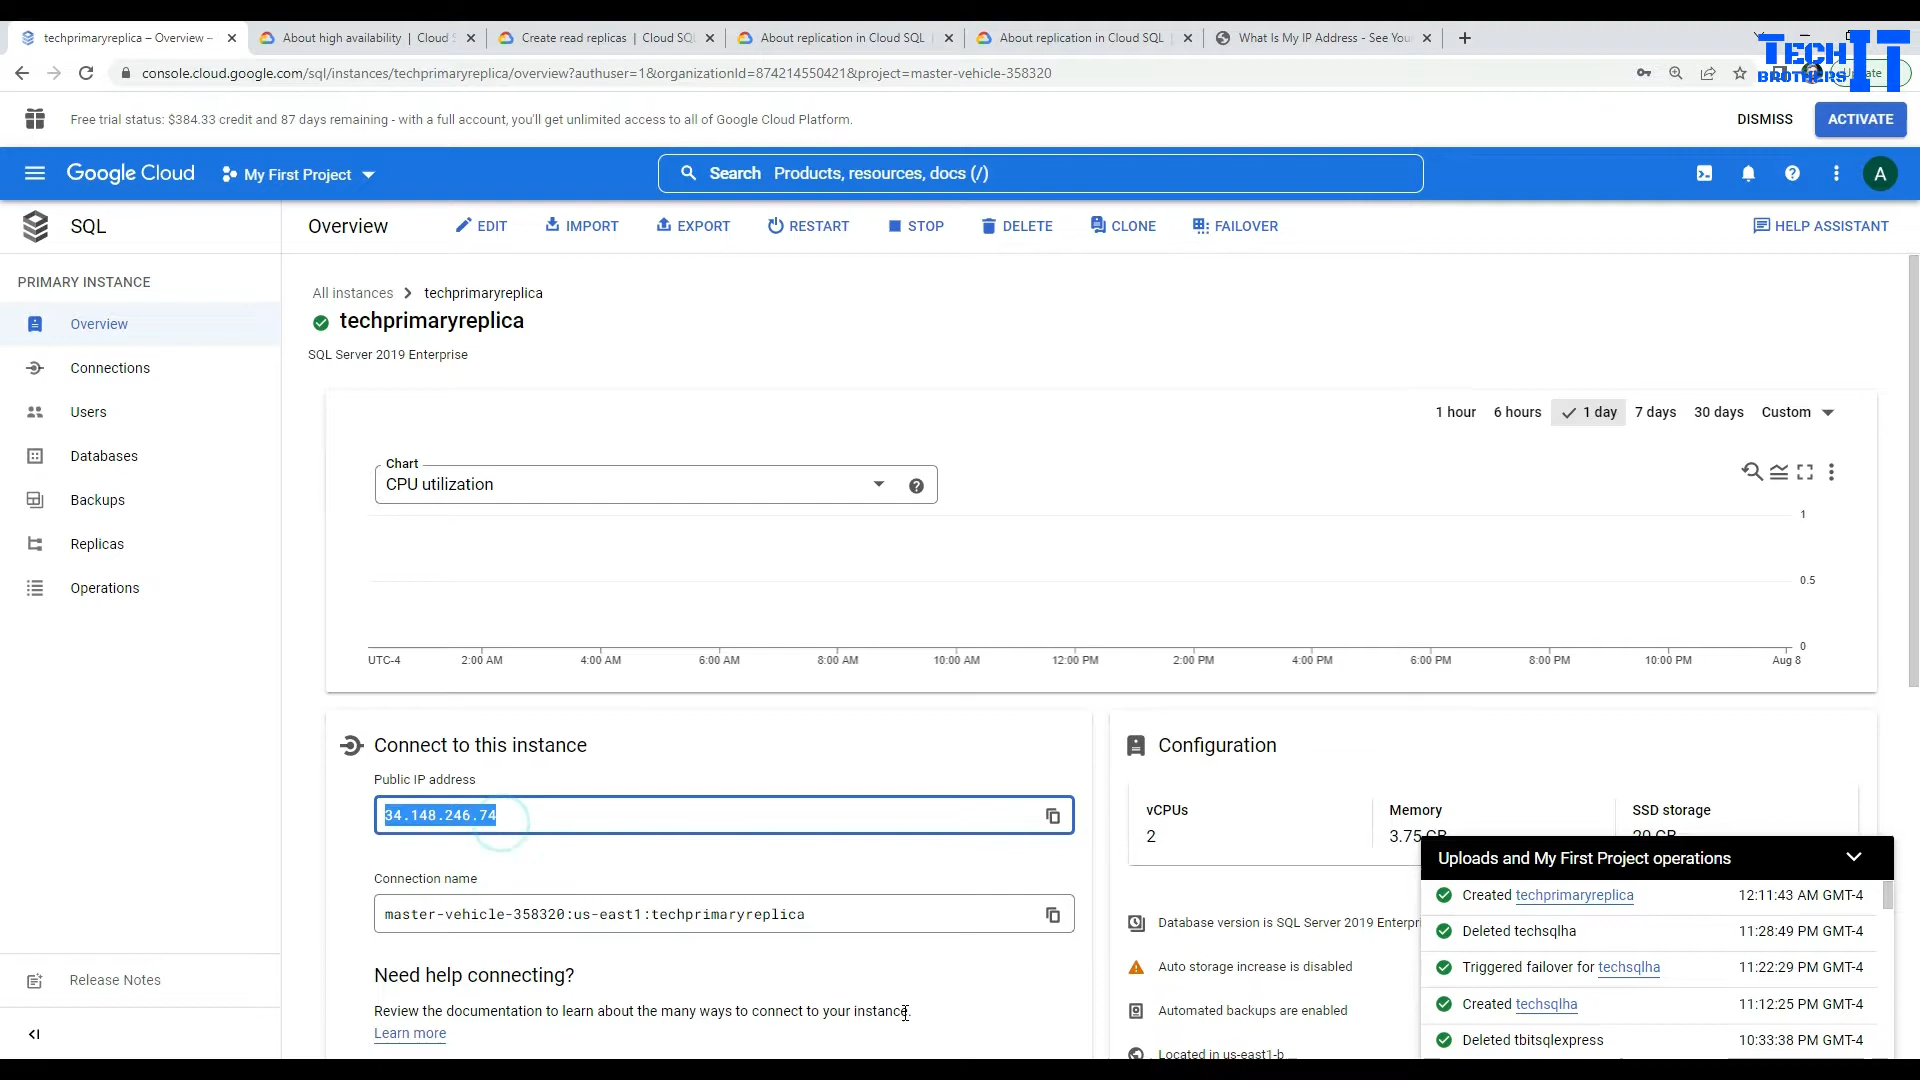 techprimaryreplica – Overview –
About high availability | Cloud S
Create read replicas | Cloud SQL
About replication in Cloud SQL
About replication in Cloud SQL
What Is My IP Address - See You
console.cloud.google.com/sql/instances/techprimaryreplica/overview?authuser=1&organizationId=874214550421&project=master-vehicle-358320
TECH IT
BROTHERS
Free trial status: $384.33 credit and 87 days remaining - with a full account, you'll get unlimited access to all of Google Cloud Platform.
DISMISS
ACTIVATE
Google Cloud
My First Project
Search Products, resources, docs (/)
A
SQL
Overview
EDIT
IMPORT
EXPORT
RESTART
STOP
DELETE
CLONE
FAILOVER
HELP ASSISTANT
PRIMARY INSTANCE
Overview
Connections
Users
Databases
Backups
Replicas
Operations
Release Notes
All instances > techprimaryreplica
techprimaryreplica
SQL Server 2019 Enterprise
1 hour 6 hours 1 day 7 days 30 days Custom
Chart
CPU utilization
1
0.5
0
UTC-4 2:00 AM 4:00 AM 6:00 AM 8:00 AM 10:00 AM 12:00 PM 2:00 PM 4:00 PM 6:00 PM 8:00 PM 10:00 PM Aug 8
Connect to this instance
Public IP address
34.148.246.74
Connection name
master-vehicle-358320:us-east1:techprimaryreplica
Need help connecting?
Review the documentation to learn about the many ways to connect to your instance.
Learn more
Configuration
vCPUs Memory SSD storage
2 3.75 GB 20 GB
Database version is SQL Server 2019 Enterpr
Auto storage increase is disabled
Automated backups are enabled
Located in us-east1-b
Uploads and My First Project operations
Created techprimaryreplica 12:11:43 AM GMT-4
Deleted techsqlha 11:28:49 PM GMT-4
Triggered failover for techsqlha 11:22:29 PM GMT-4
Created techsqlha 11:12:25 PM GMT-4
Deleted tbitsqlexpress 10:33:38 PM GMT-4